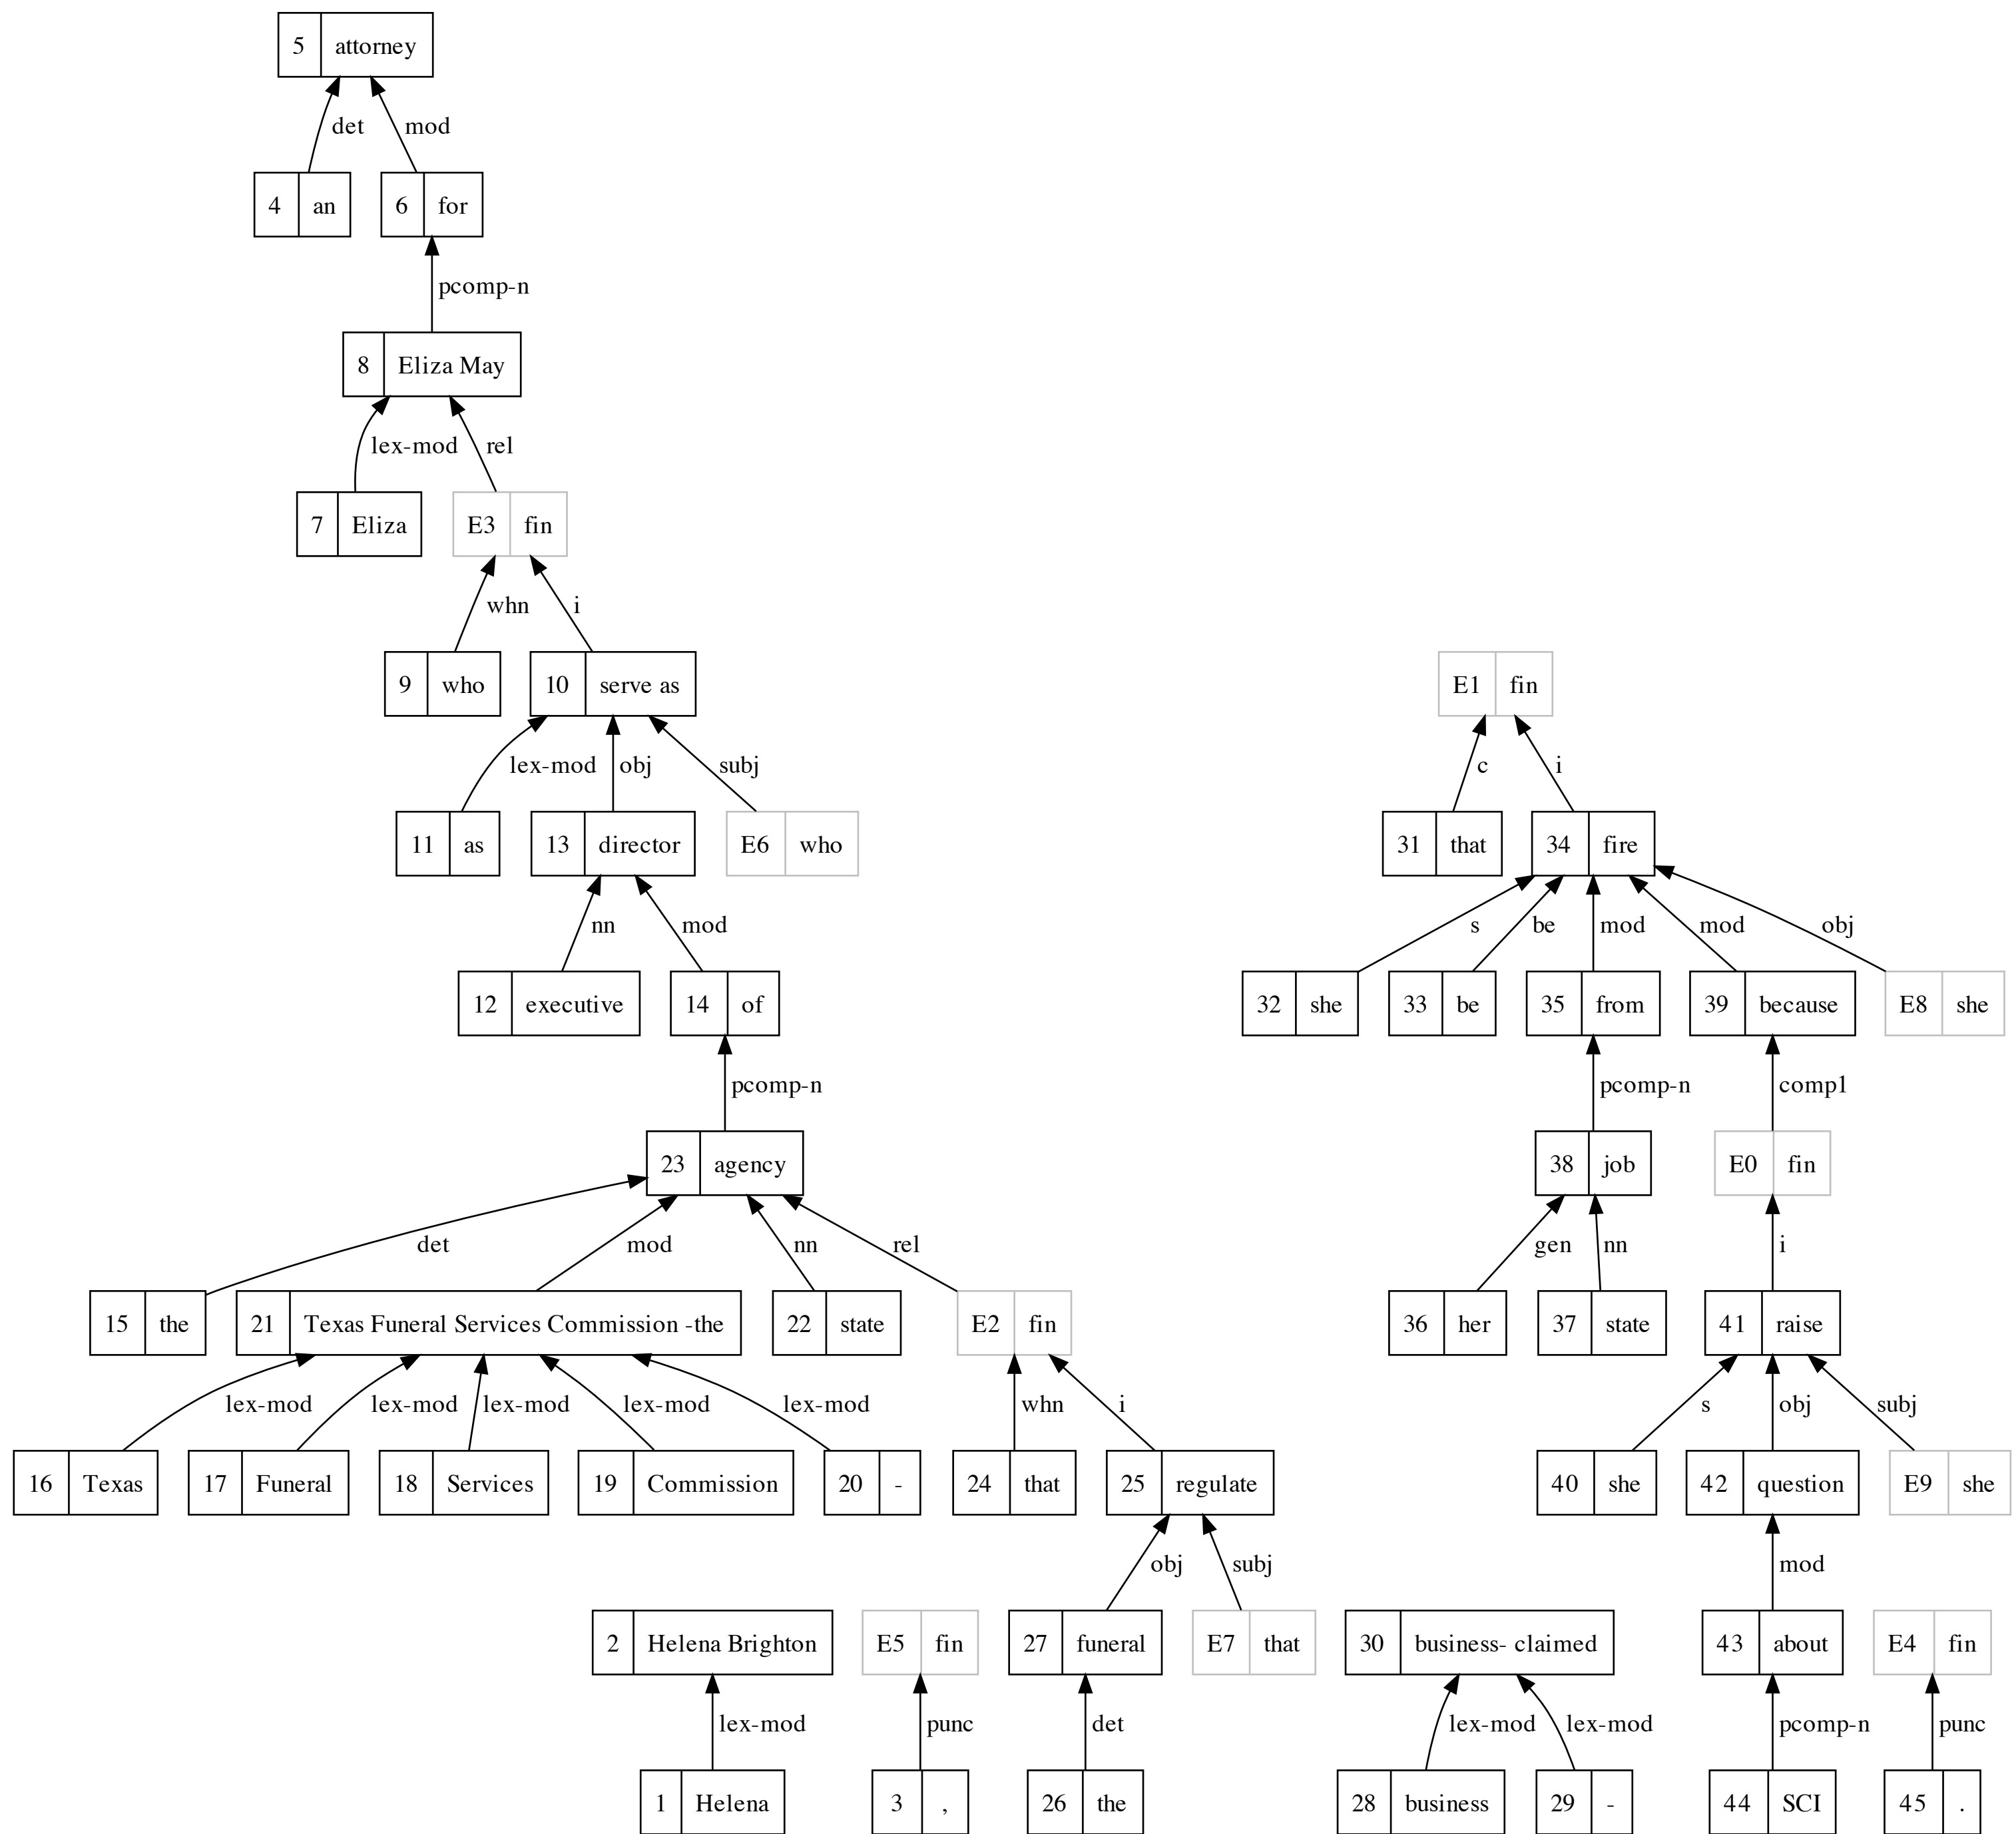 5 attorney
det mod
4 an 6 for
pcomp-n
8 Eliza May
lex-mod rel
7 Eliza E3 fin
whn i
9 who 10 serve as E1 fin
lex-mod obj subj c i
11 as 13 director E6 who 31 that 34 fire
nn mod s be mod mod obj
12 executive 14 of 32 she 33 be 35 from 39 because E8 she
pcomp-n pcomp-n comp1
23 agency 38 job E0 fin
det mod nn rel gen nn i
15 the 21 Texas Funeral Services Commission -the 22 state E2 fin 36 her 37 state 41 raise
lex-mod lex-mod lex-mod lex-mod lex-mod whn i s obj subj
16 Texas 17 Funeral 18 Services 19 Commission 20 - 24 that 25 regulate 40 she 42 question E9 she
obj subj mod
2 Helena Brighton E5 fin 27 funeral E7 that 30 business- claimed 43 about E4 fin
lex-mod punc det lex-mod lex-mod pcomp-n punc
1 Helena 3 , 26 the 28 business 29 - 44 SCI 45 .